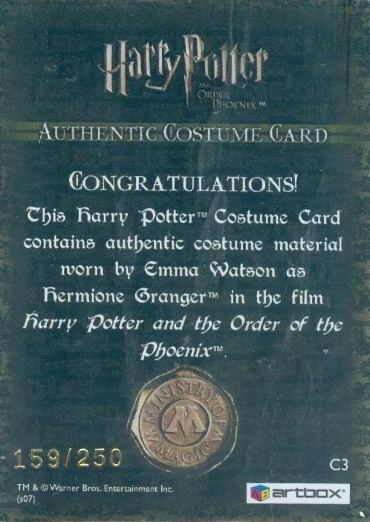 Harry Potter
AND THE
ORDER OF THE
PHOENIX™
AUTHENTIC COSTUME CARD
CONGRATULATIONS!
This Harry Potter™ Costume Card
contains authentic costume material
worn by Emma Watson as
Hermione Granger™ in the film
Harry Potter and the Order of the
Phoenix™.
MINISTRY OF
MAGIC
M
159/250
C3
TM & © Warner Bros. Entertainment Inc.
(s07)
artbox®